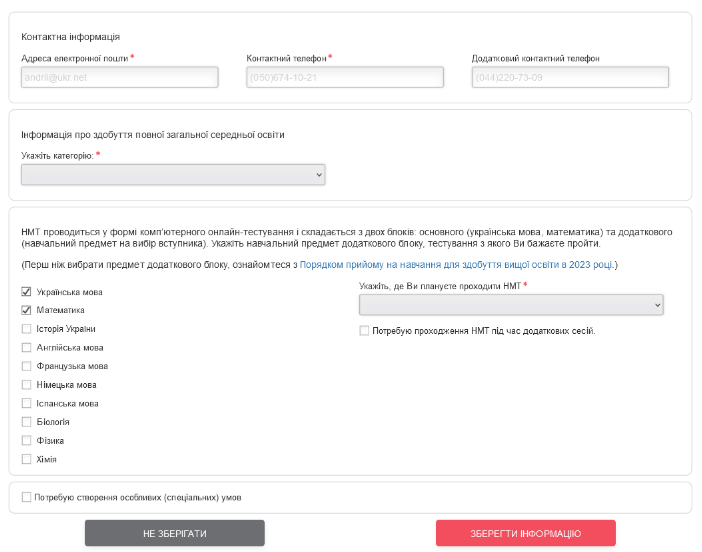 Контактна інформація
Адреса електронної пошти *
Контактний телефон *
Додатковий контактний телефон
andrii@ukr.net
(050)674-10-21
(044)220-73-09
Інформація про здобуття повної загальної середньої освіти
Укажіть категорію: *
НМТ проводиться у формі комп'ютерного онлайн-тестування і складається з двох блоків: основного (українська мова, математика) та додаткового
(навчальний предмет на вибір вступника). Укажіть навчальний предмет додаткового блоку, тестування з якого Ви бажаєте пройти.
(Перш ніж вибрати предмет додаткового блоку, ознайомтеся з Порядком прийому на навчання для здобуття вищої освіти в 2023 році.)
Українська мова
Математика
Історія України
Англійська мова
Французька мова
Німецька мова
Іспанська мова
Біологія
Фізика
Хімія
Укажіть, де Ви плануєте проходити НМТ *
Потребую проходження НМТ під час додаткових сесій.
Потребую створення особливих (спеціальних) умов
НЕ ЗБЕРІГАТИ
ЗБЕРЕГТИ ІНФОРМАЦІЮ